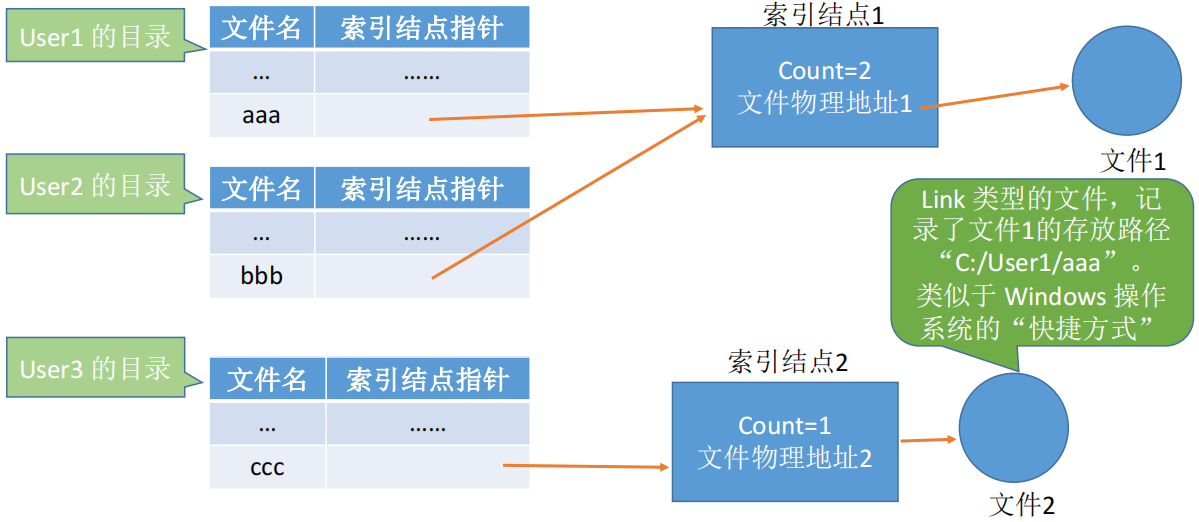 User1 的目录
文件名 索引结点指针
... ......
aaa
索引结点1
Count=2
文件物理地址1
文件1
User2 的目录
文件名 索引结点指针
... ......
bbb
Link 类型的文件，记
录了文件1的存放路径
“C:/User1/aaa”。
类似于 Windows 操作
系统的“快捷方式”
User3 的目录
文件名 索引结点指针
... ......
ccc
索引结点2
Count=1
文件物理地址2
文件2